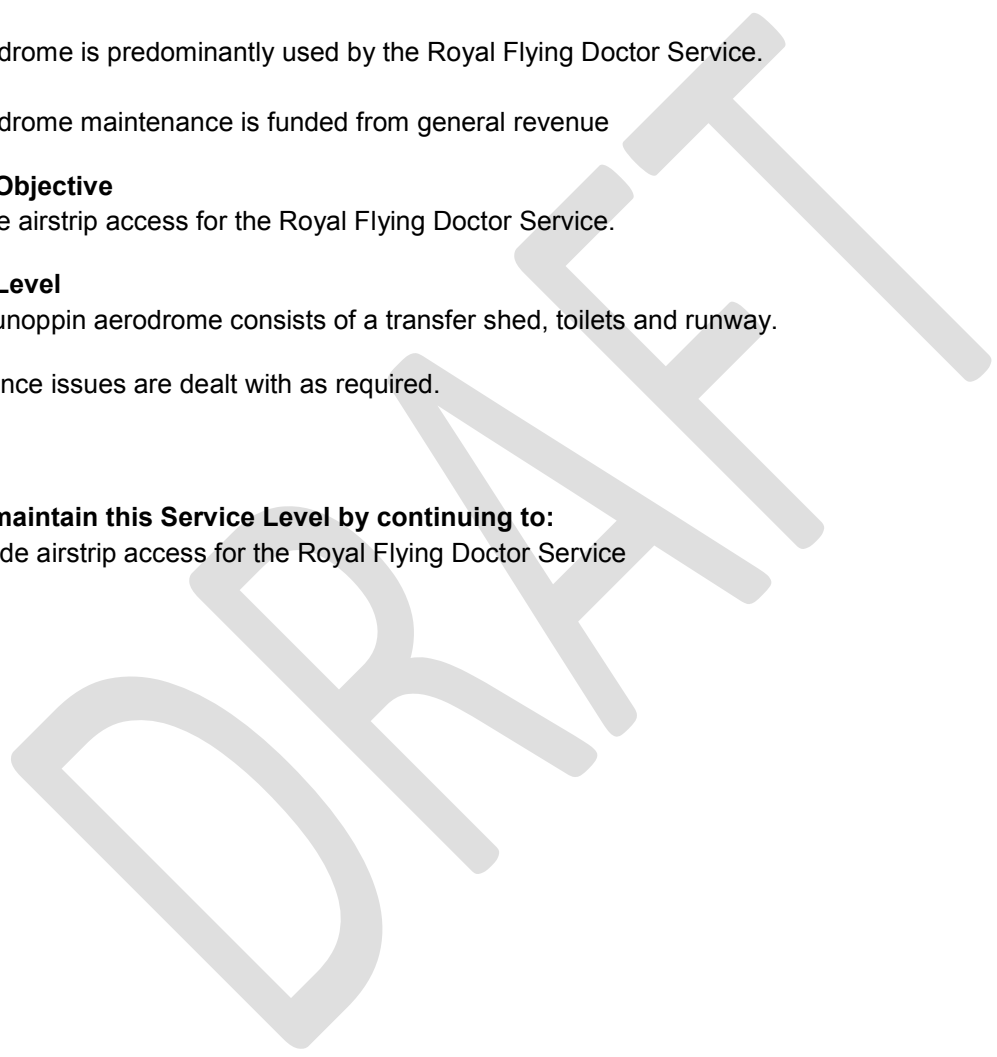 drome is predominantly used by the Royal Flying Doctor Service.
drome maintenance is funded from general revenue
Objective
e airstrip access for the Royal Flying Doctor Service.
Level
unoppin aerodrome consists of a transfer shed, toilets and runway.
nce issues are dealt with as required.
maintain this Service Level by continuing to:
de airstrip access for the Royal Flying Doctor Service
DRAFT